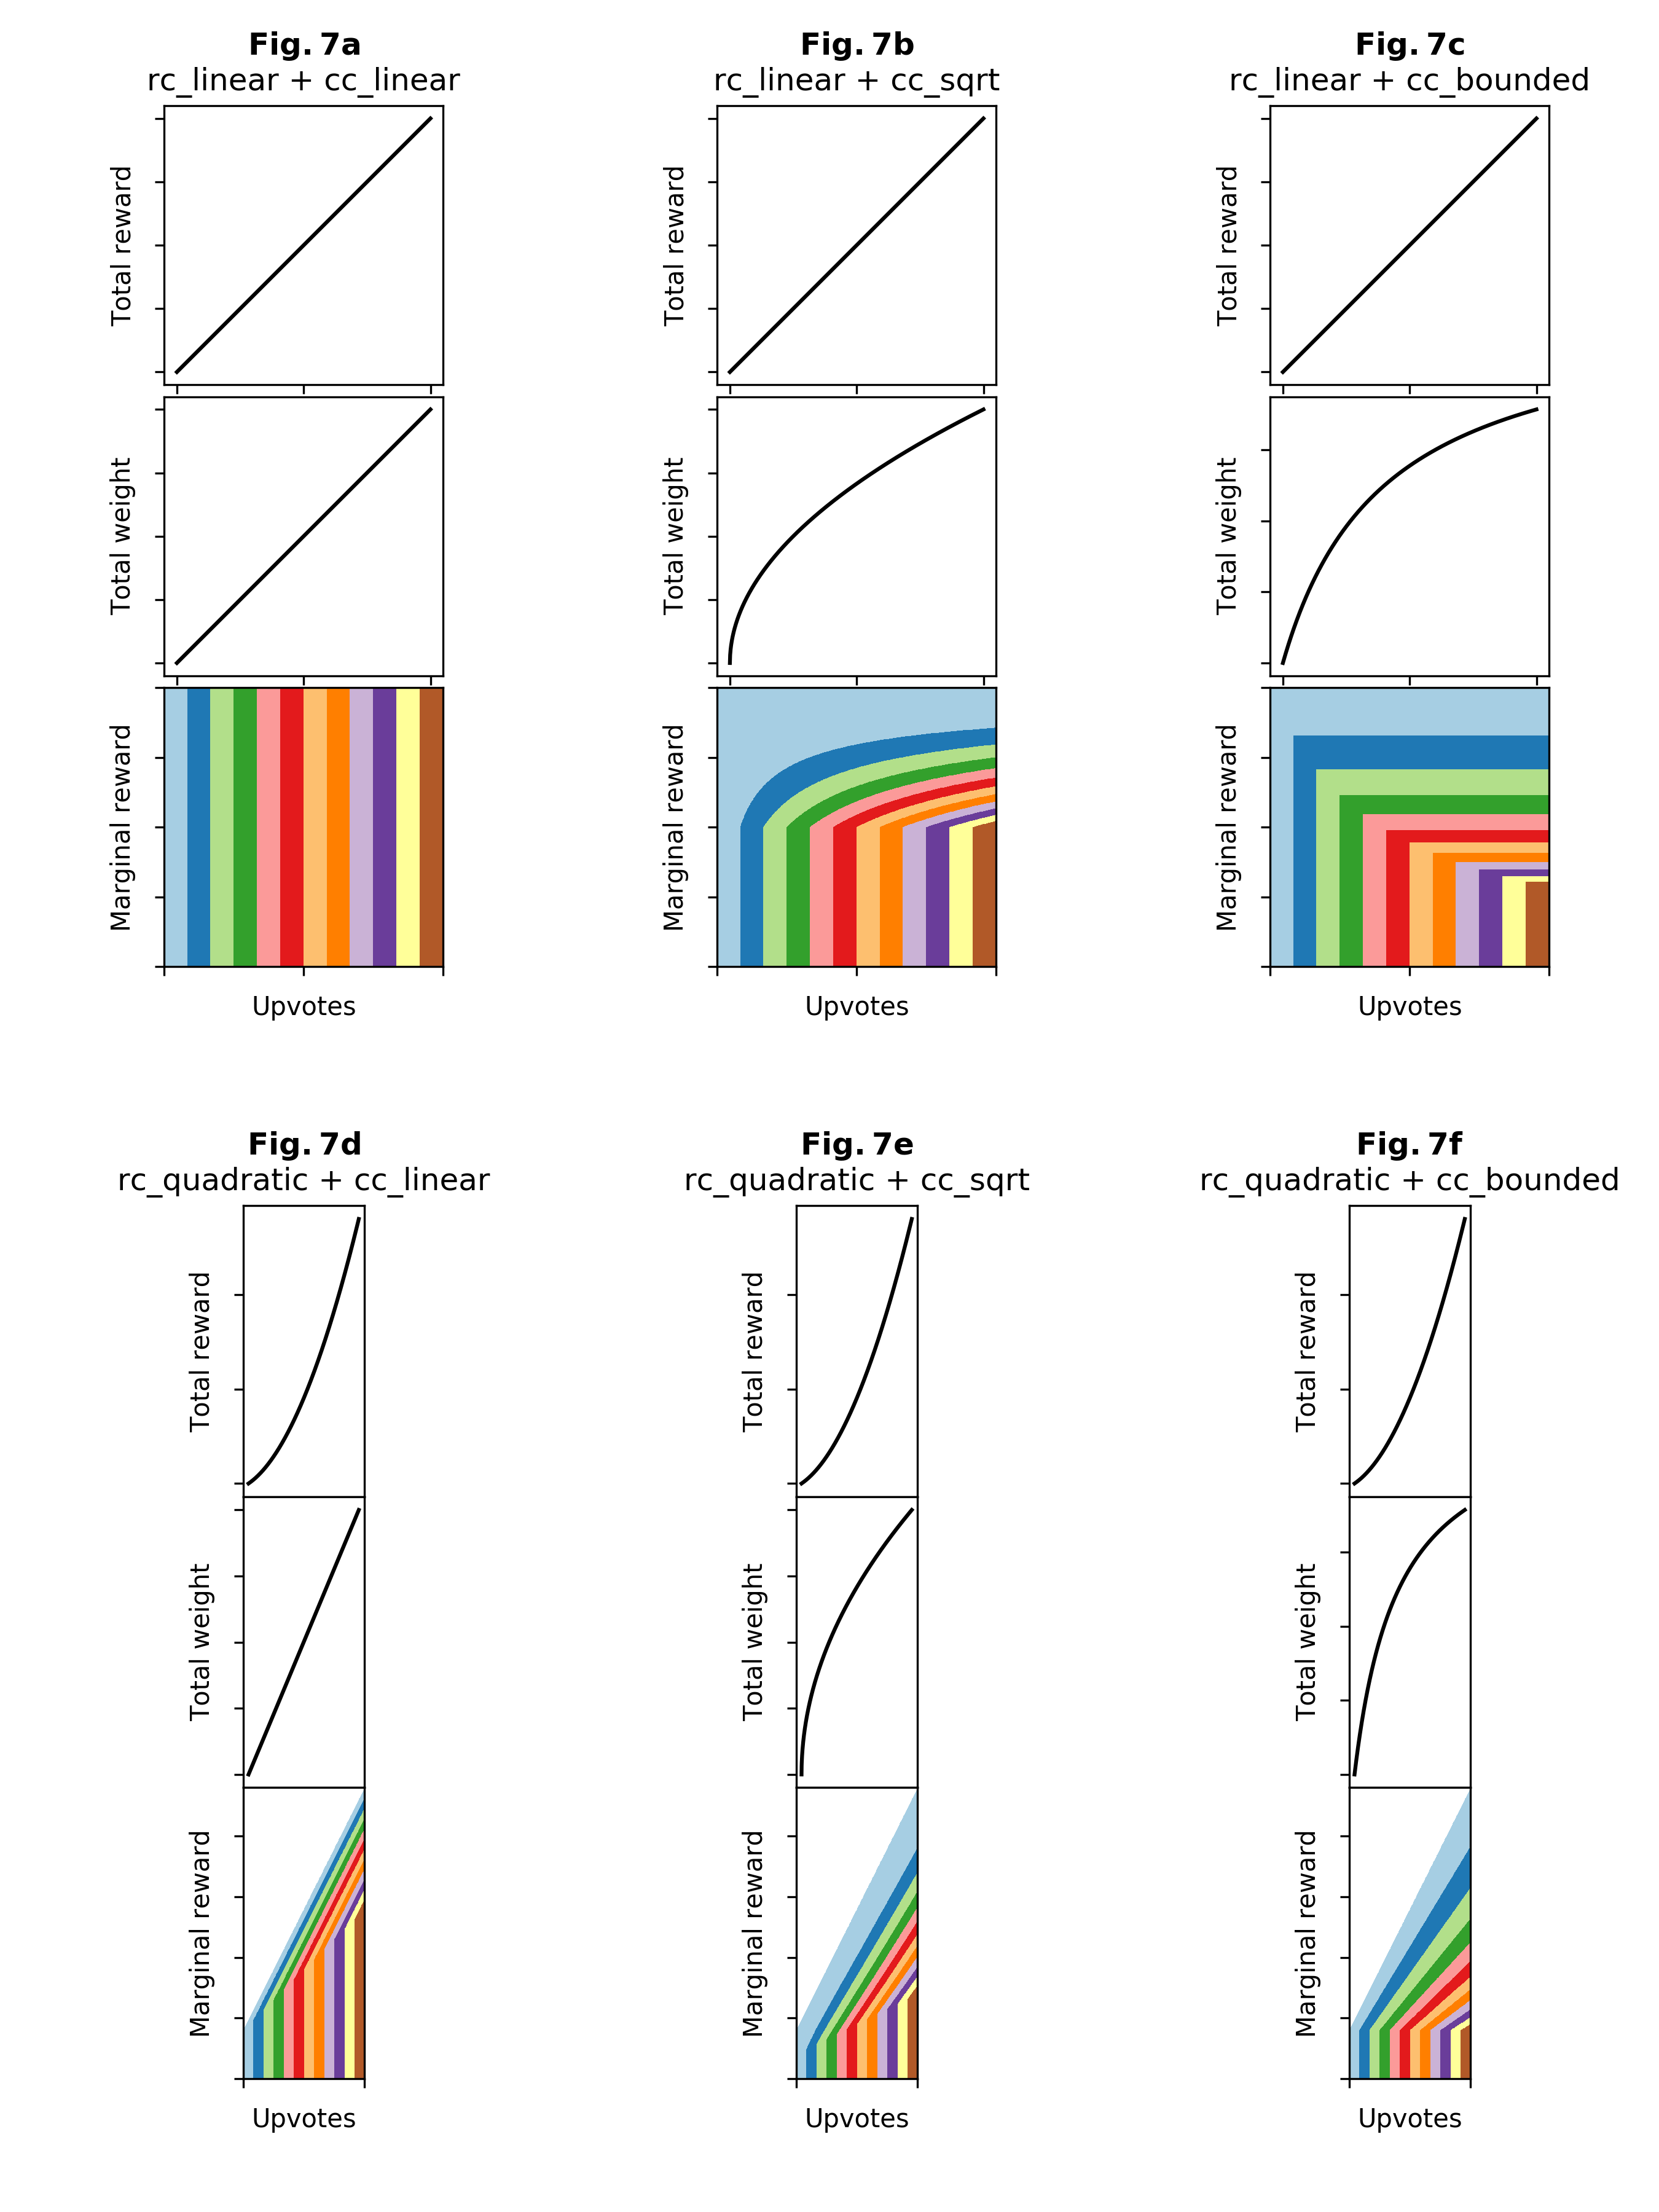 Fig. 7a
rc_linear + cc_linear
Total reward
Total weight
Marginal reward
Upvotes
Fig. 7b
rc_linear + cc_sqrt
Total reward
Total weight
Marginal reward
Upvotes
Fig. 7c
rc_linear + cc_bounded
Total reward
Total weight
Marginal reward
Upvotes
Fig. 7d
rc_quadratic + cc_linear
Total reward
Total weight
Marginal reward
Upvotes
Fig. 7e
rc_quadratic + cc_sqrt
Total reward
Total weight
Marginal reward
Upvotes
Fig. 7f
rc_quadratic + cc_bounded
Total reward
Total weight
Marginal reward
Upvotes